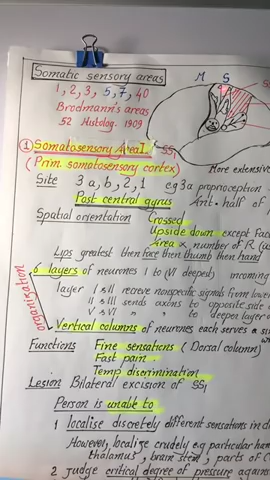 Somatic sensory areas
1, 2, 3, 5, 7, 40
Brodmann's areas
52 Histolog. 1909
M S
1 Somatosensory Area I SS1
(Prim. somatosensory cortex)
More extensive
Site 3 a, b, 2, 1 eg 3a proprioception
Post central gyrus Ant. half of
Spatial orientation Crossed
Upside down except Face
Area ∝ number of R
Lips greatest then face then thumb then hand
6 layers of neurones I to (VI deepest) incoming
layer I & II receive nonspecific signals from lower
II & III sends axons to opposite side
V & VI " " to deeper
Vertical columns of neurones each serves a
organization
Functions Fine sensations (Dorsal column)
Fast pain
Temp discrimination
Lesion Bilateral excision of SS1
Person is unable to
1 localise discretely different sensations in
However, localize crudely eg particular
thalamus, brain stem, parts of
2 judge critical degree of pressure